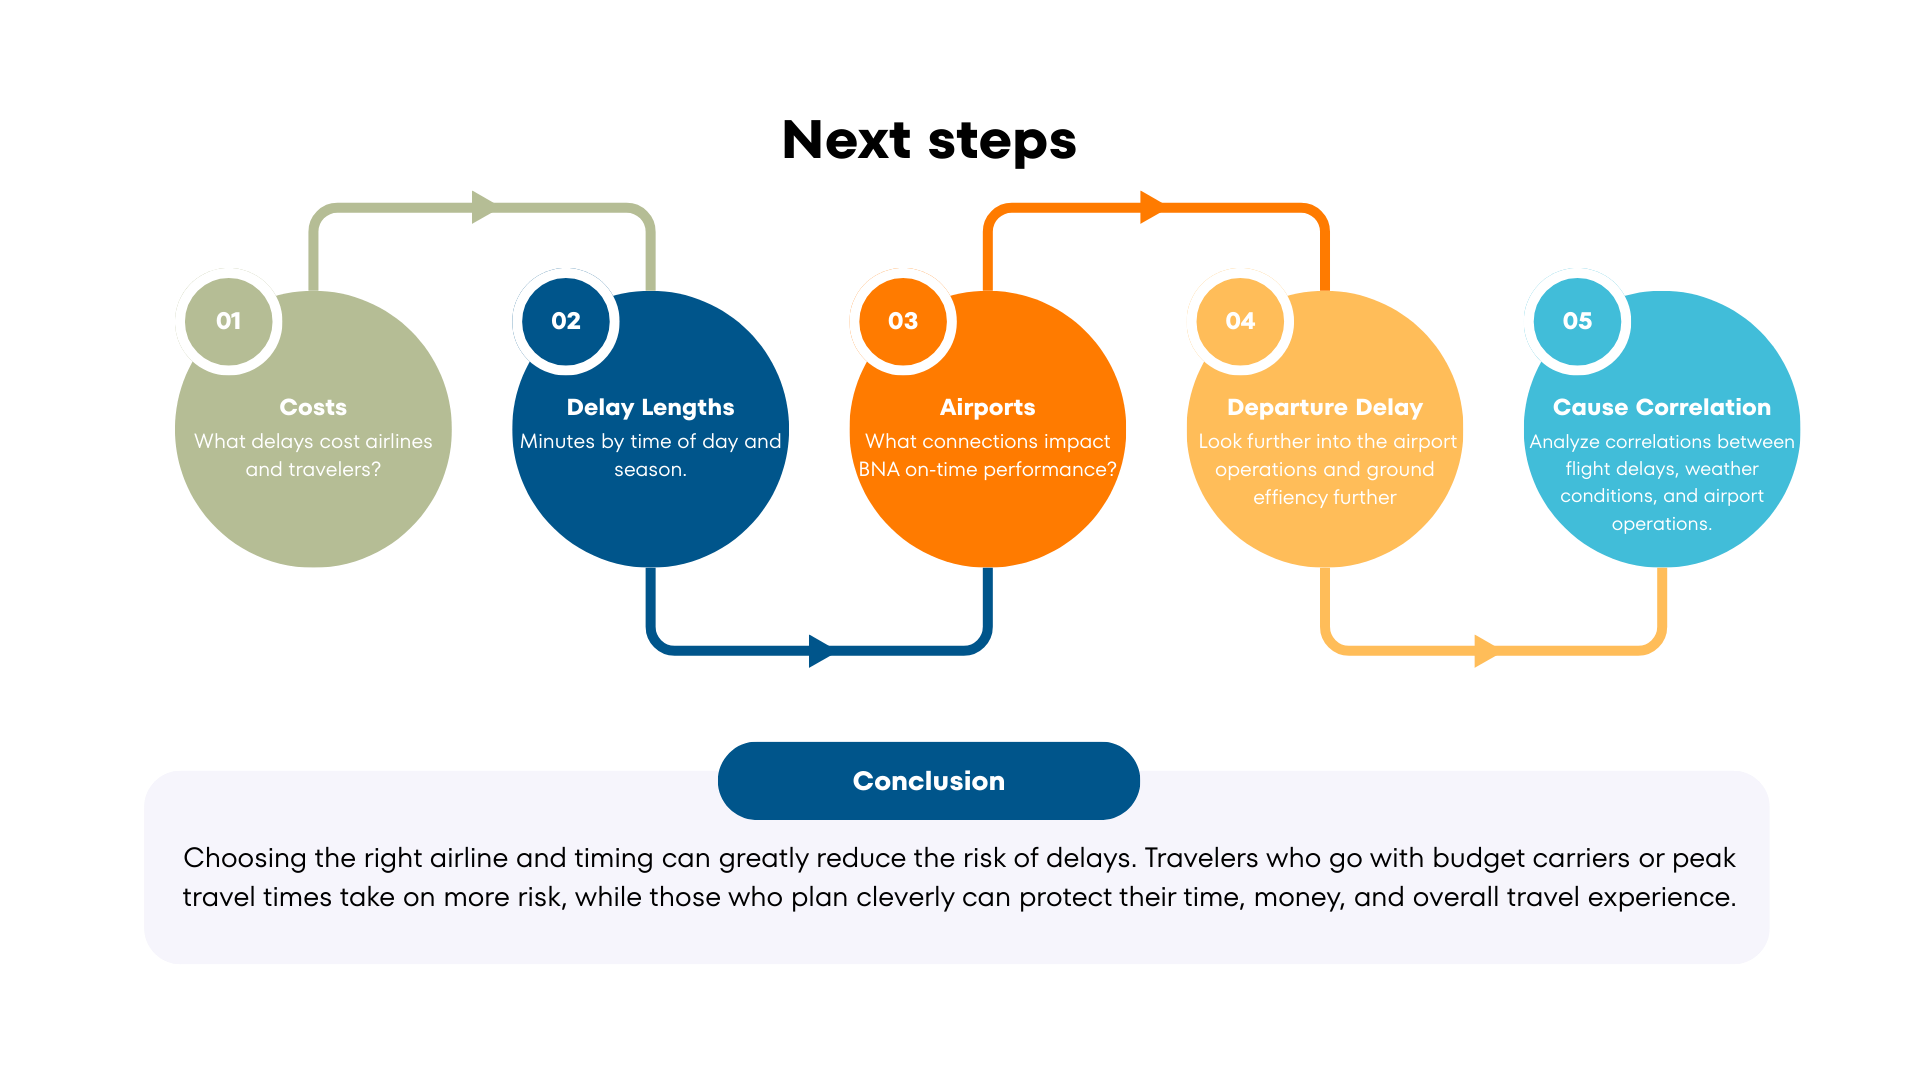 Next steps
01
Costs
What delays cost airlines
and travelers?
02
Delay Lengths
Minutes by time of day and
season.
03
Airports
What connections impact
BNA on-time performance?
04
Departure Delay
Look further into the airport
operations and ground
effiency further
05
Cause Correlation
Analyze correlations between
flight delays, weather
conditions, and airport
operations.
Conclusion
Choosing the right airline and timing can greatly reduce the risk of delays. Travelers who go with budget carriers or peak
travel times take on more risk, while those who plan cleverly can protect their time, money, and overall travel experience.